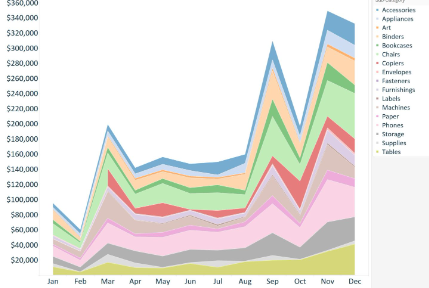 $360,000
$340,000
$320,000
$300,000
$280,000
$260,000
$240,000
$220,000
$200,000
$180,000
$160,000
$140,000
$120,000
$100,000
$80,000
$60,000
$40,000
$20,000
Jan Feb Mar Apr May Jun Jul Aug Sep Oct Nov Dec
Accessories
Appliances
Art
Binders
Bookcases
Chairs
Copiers
Envelopes
Fasteners
Furnishings
Labels
Machines
Paper
Phones
Storage
Supplies
Tables